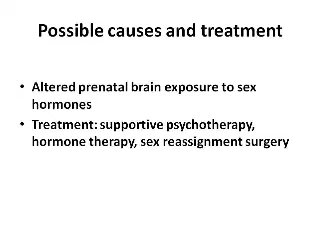 Possible causes and treatment
• Altered prenatal brain exposure to sex
hormones
• Treatment: supportive psychotherapy,
hormone therapy, sex reassignment surgery